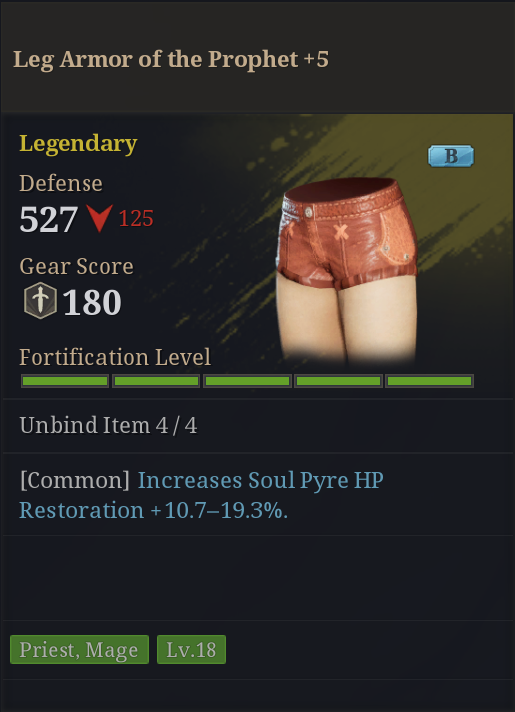 Leg Armor of the Prophet +5
Legendary
B
Defense
527 125
Gear Score
180
Fortification Level
Unbind Item 4 / 4
[Common] Increases Soul Pyre HP
Restoration +10.7–19.3%.
Priest, Mage Lv.18